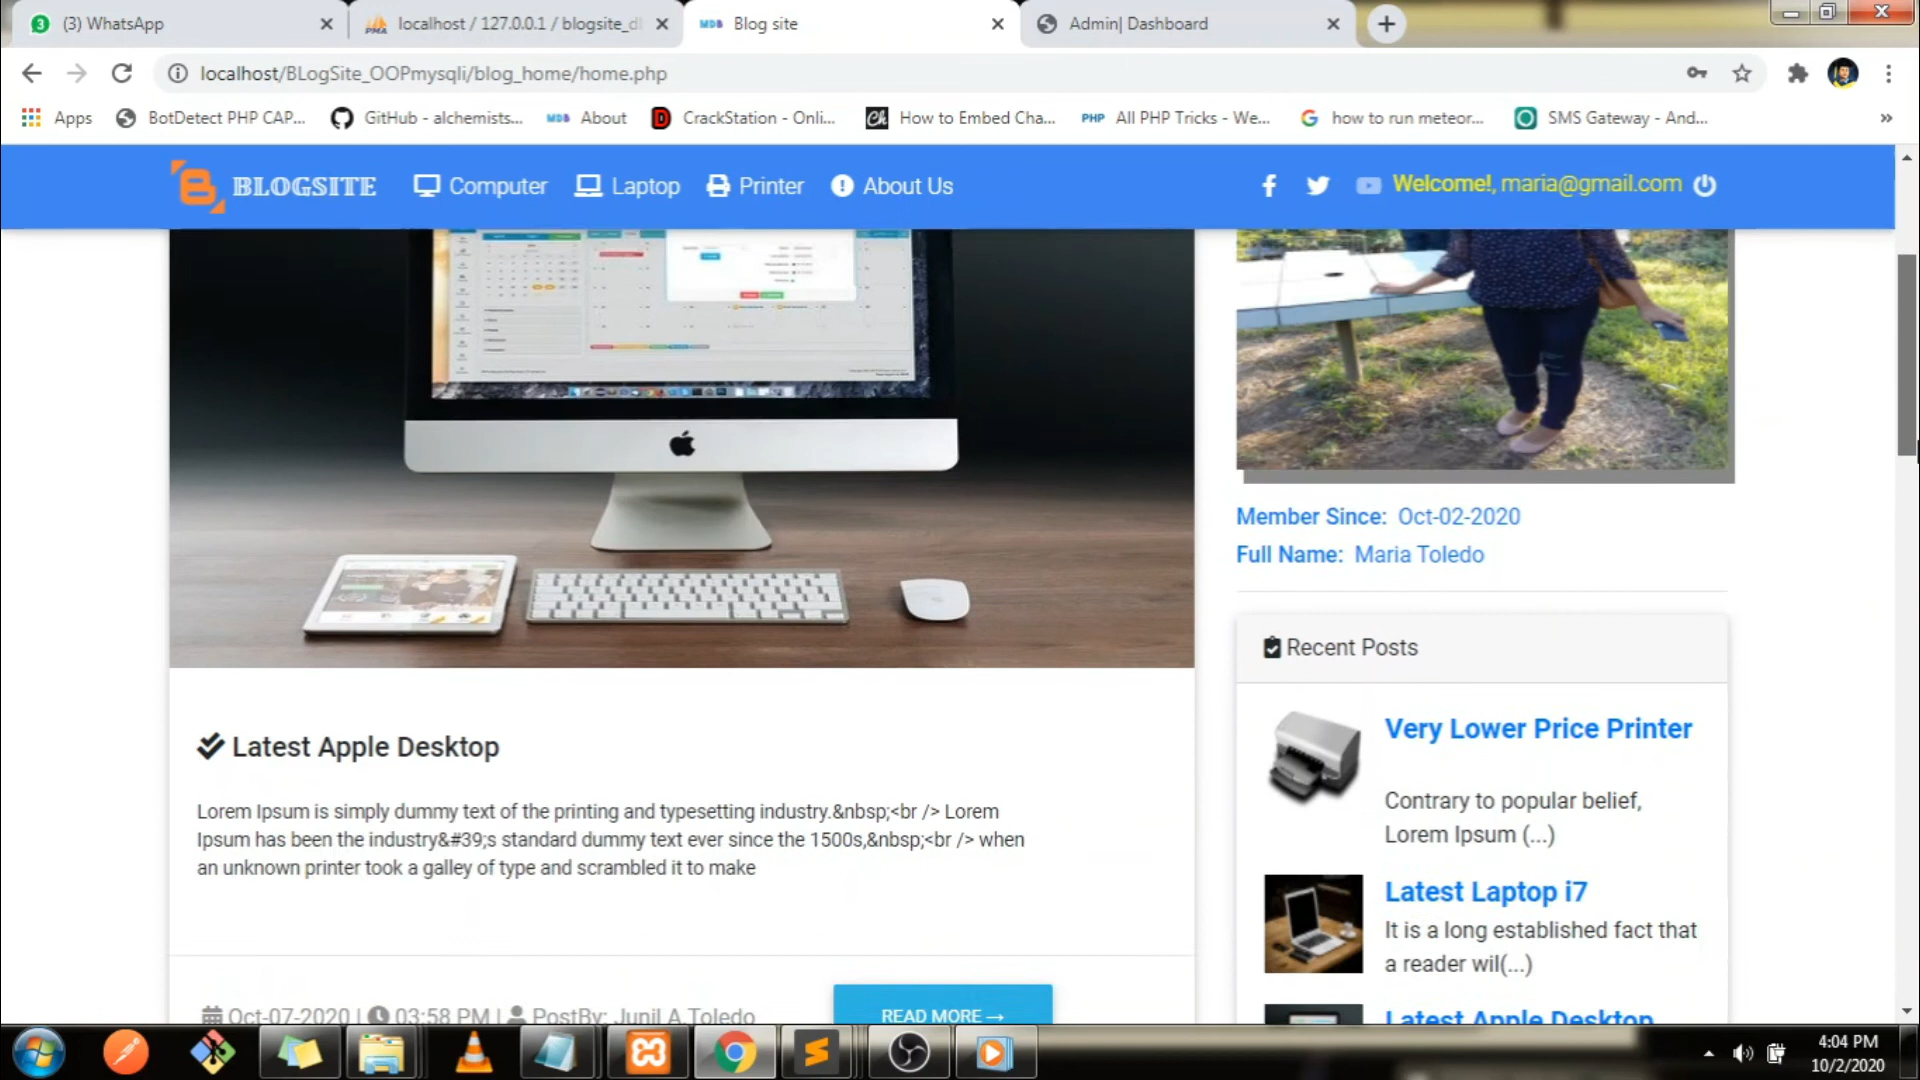 (3) WhatsApp
localhost / 127.0.0.1 / blogsite_d
Blog site
Admin| Dashboard
localhost/BLogSite_OOPmysqli/blog_home/home.php
Apps
BotDetect PHP CAP...
GitHub - alchemists...
MDB About
CrackStation - Onli...
How to Embed Cha...
PHP All PHP Tricks - We...
how to run meteor...
SMS Gateway - And...
»
BLOGSITE
Computer
Laptop
Printer
About Us
Welcome!, maria@gmail.com
Member Since: Oct-02-2020
Full Name: Maria Toledo
Latest Apple Desktop
Lorem Ipsum is simply dummy text of the printing and typesetting industry.&nbsp;<br /> Lorem
Ipsum has been the industry&#39;s standard dummy text ever since the 1500s,&nbsp;<br /> when
an unknown printer took a galley of type and scrambled it to make
Oct-07-2020 | 03:58 PM | PostBy: Junil A Toledo
READ MORE →
Recent Posts
Very Lower Price Printer
Contrary to popular belief,
Lorem Ipsum (...)
Latest Laptop i7
It is a long established fact that
a reader wil(...)
Latest Apple Desktop
4:04 PM
10/2/2020